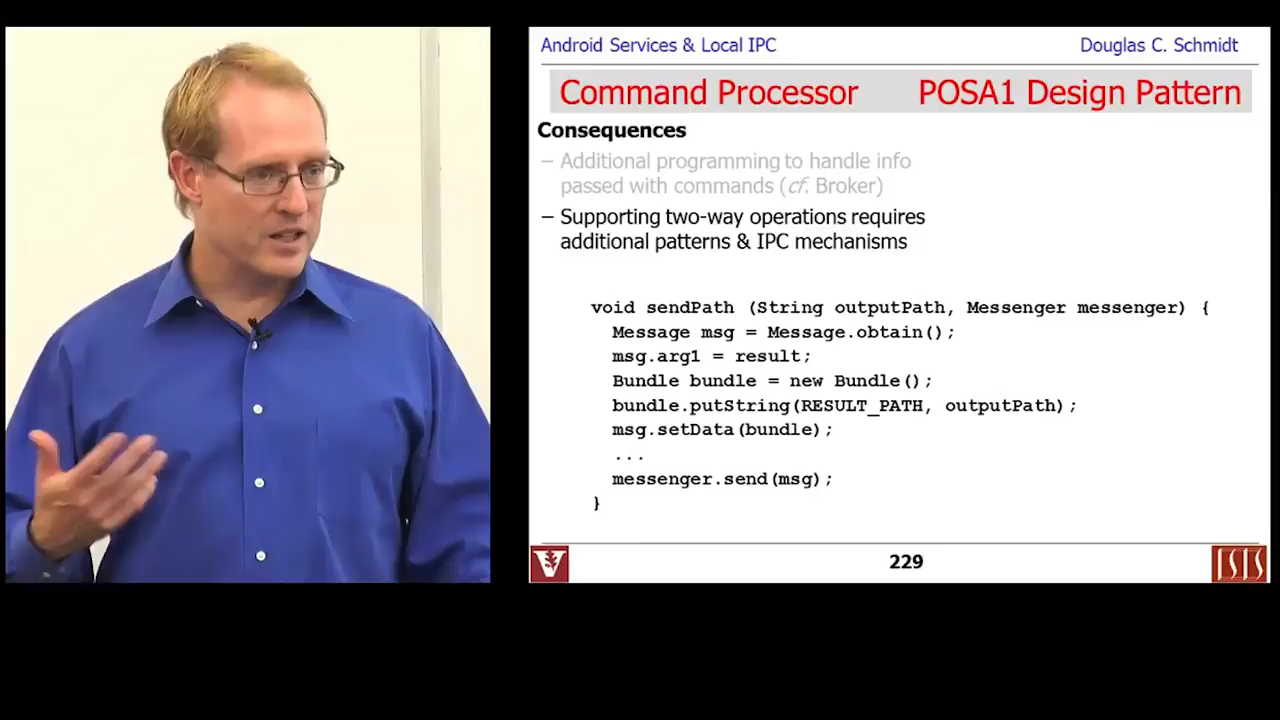 Android Services & Local IPC
Douglas C. Schmidt
Command Processor POSA1 Design Pattern
Consequences
– Additional programming to handle info
passed with commands (cf. Broker)
– Supporting two-way operations requires
additional patterns & IPC mechanisms
void sendPath (String outputPath, Messenger messenger) {
Message msg = Message.obtain();
msg.arg1 = result;
Bundle bundle = new Bundle();
bundle.putString(RESULT_PATH, outputPath);
msg.setData(bundle);
...
messenger.send(msg);
}
V
229
ISIS